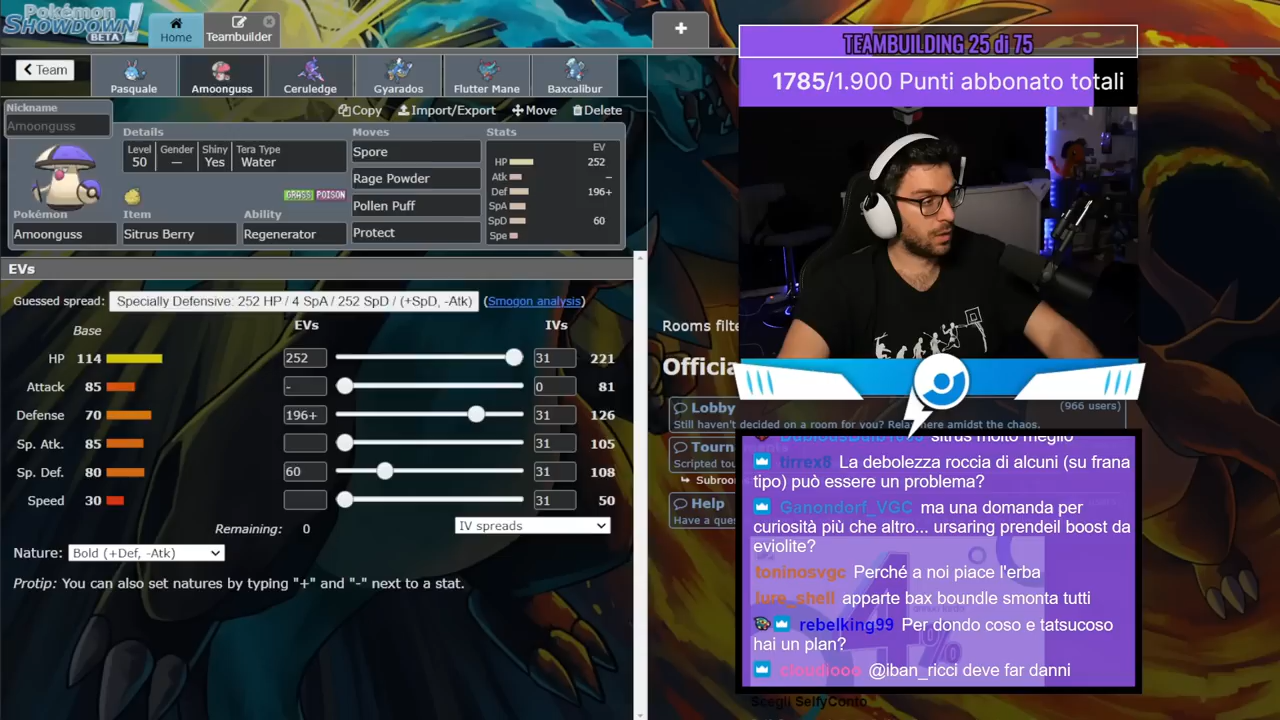 Pokémon
SHOWDOWN!
BETA
Home
Teambuilder
+
Team
Pasquale
Amoonguss
Ceruledge
Gyarados
Flutter Mane
Baxcalibur
Copy
Import/Export
Move
Delete
Nickname
Amoonguss
Details
Level
50
Gender
—
Shiny
Yes
Tera Type
Water
GRASS
POISON
Pokémon
Amoonguss
Item
Sitrus Berry
Ability
Regenerator
Moves
Spore
Rage Powder
Pollen Puff
Protect
Stats
EV
HP 252
Atk –
Def 196+
SpA
SpD 60
Spe
EVs
Guessed spread: Specially Defensive: 252 HP / 4 SpA / 252 SpD / (+SpD, -Atk) (Smogon analysis)
Base EVs IVs
HP 114 252 31 221
Attack 85 - 0 81
Defense 70 196+ 31 126
Sp. Atk. 85 31 105
Sp. Def. 80 60 31 108
Speed 30 31 50
Remaining: 0
IV spreads
Nature: Bold (+Def, -Atk)
Protip: You can also set natures by typing "+" and "-" next to a stat.
TEAMBUILDING 25 di 75
1785/1.900 Punti abbonato totali
Rooms filte
Officia
Lobby (966 users)
Still haven't decided on a room for you? Relax here amidst the chaos.
Tourn
Scripted tou
Subroo
Help
Have a ques
sitrus molto meglio
tirrex8 La debolezza roccia di alcuni (su frana
tipo) può essere un problema?
Ganondorf_VGC ma una domanda per
curiosità più che altro... ursaring prendeil boost da
eviolite?
toninosvgc Perché a noi piace l'erba
lure_shell apparte bax boundle smonta tutti
rebelking99 Per dondo coso e tatsucoso
hai un plan?
cloudiooo @iban_ricci deve far danni
Scegli SelfyConto